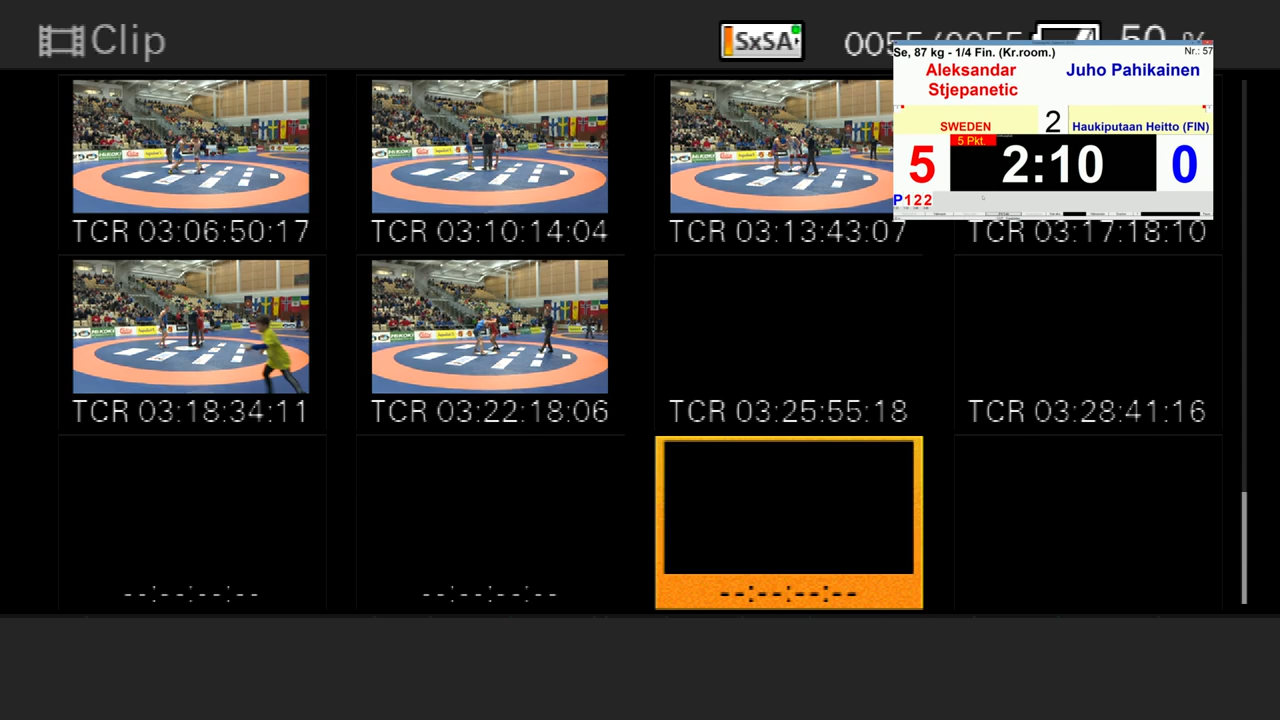 Clip
SxSA
50 %
Se, 87 kg - 1/4 Fin. (Kr.room.)
Nr.: 57
Aleksandar
Stjepanetic
Juho Pahikainen
SWEDEN
2
Haukiputaan Heitto (FIN)
5 Pkt.
5
2:10
0
P122
TCR 03:06:50:17
TCR 03:10:14:04
TCR 03:13:43:07
TCR 03:17:18:10
TCR 03:18:34:11
TCR 03:22:18:06
TCR 03:25:55:18
TCR 03:28:41:16
--:--:--:--
--:--:--:--
--:--:--:--